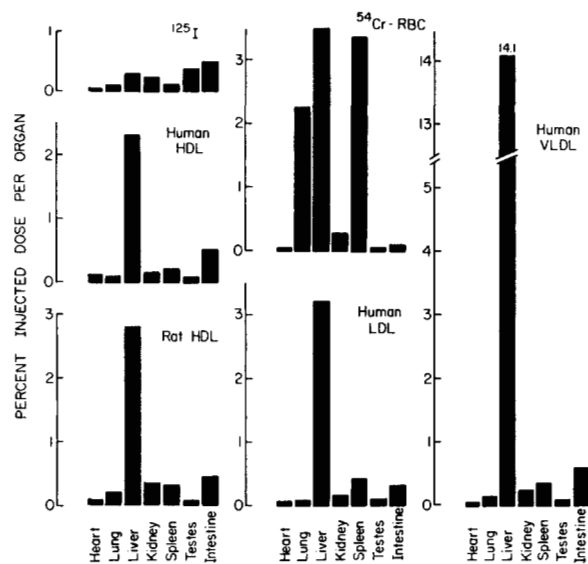 PERCENT INJECTED DOSE PER ORGAN
125I
1
0
Human
HDL
2
1
0
Rat HDL
3
2
1
0
Heart
Lung
Liver
Kidney
Spleen
Testes
Intestine
54Cr-RBC
3
2
1
0
Human
LDL
3
2
1
0
Heart
Lung
Liver
Kidney
Spleen
Testes
Intestine
14.1
14
13
Human
VLDL
5
4
3
2
1
0
Heart
Lung
Liver
Kidney
Spleen
Testes
Intestine